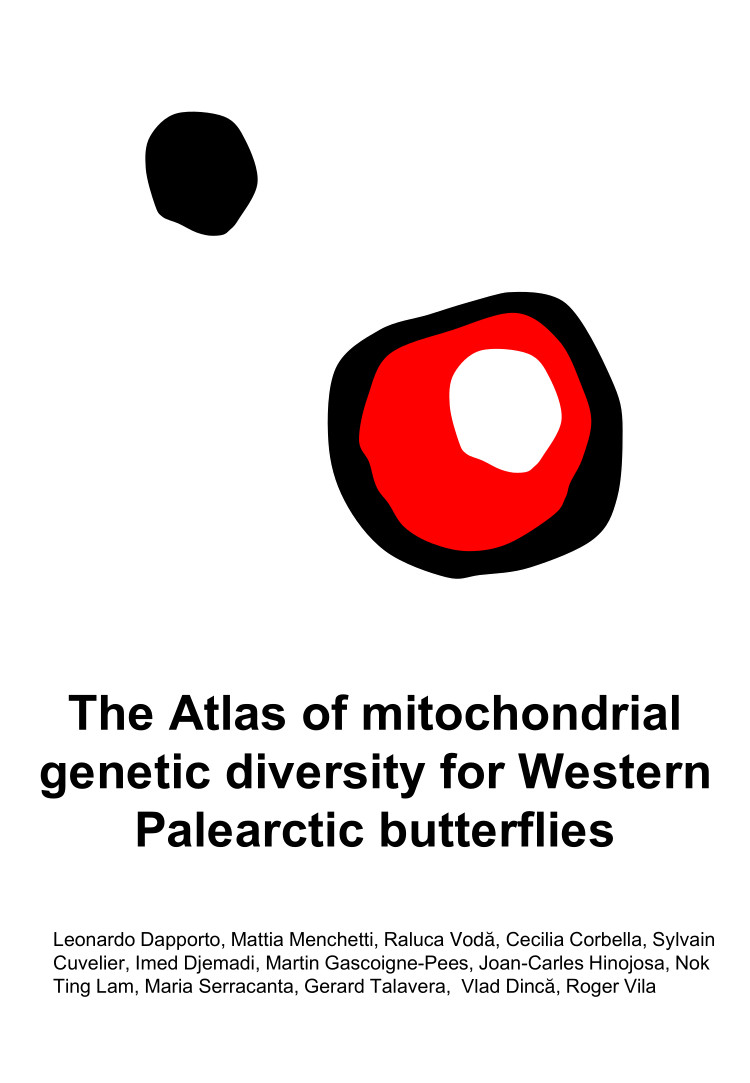 The Atlas of mitochondrial
genetic diversity for Western
Palearctic butterflies
Leonardo Dapporto, Mattia Menchetti, Raluca Vodă, Cecilia Corbella, Sylvain
Cuvelier, Imed Djemadi, Martin Gascoigne-Pees, Joan-Carles Hinojosa, Nok
Ting Lam, Maria Serracanta, Gerard Talavera,  Vlad Dincă, Roger Vila